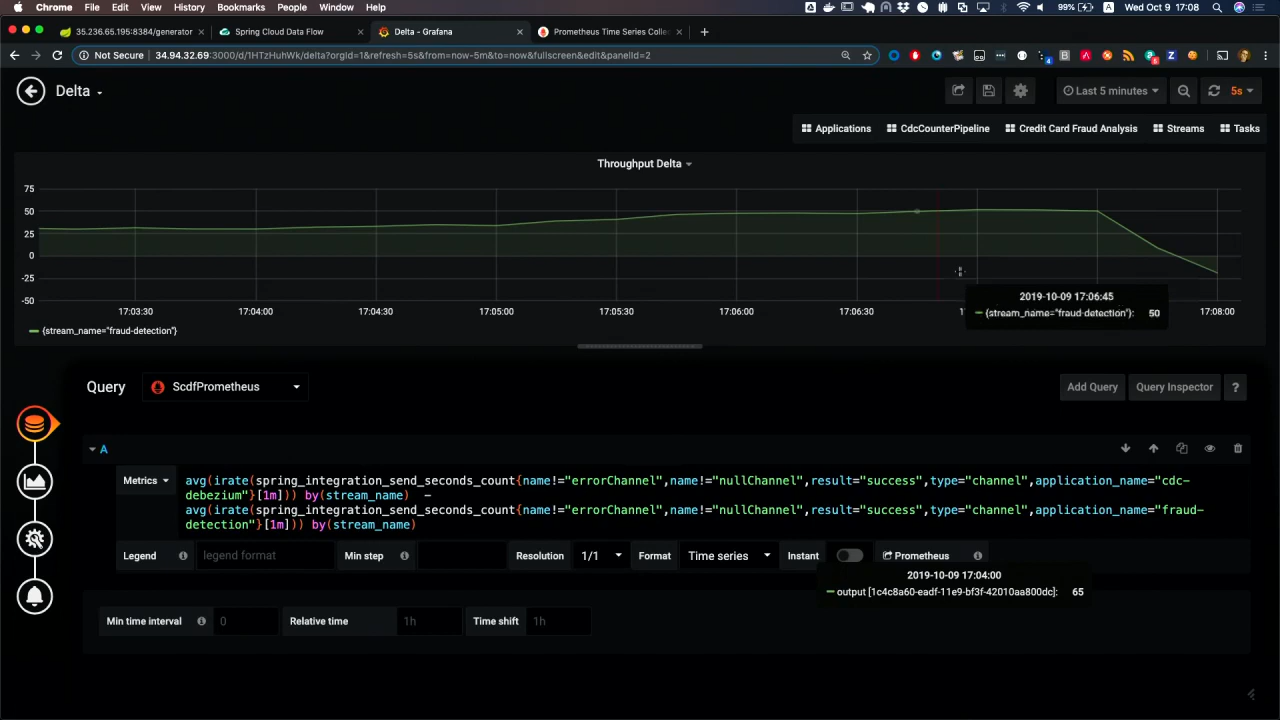 Chrome File Edit View History Bookmarks People Window Help
99% Wed Oct 9 17:08
35.236.65.195:8384/generator
Spring Cloud Data Flow
Delta - Grafana
Prometheus Time Series Collec
Not Secure 34.94.32.69:3000/d/1HTzHuhWk/delta?orgId=1&refresh=5s&from=now-5m&to=now&fullscreen&edit&panelId=2
Delta
Last 5 minutes
5s
Applications CdcCounterPipeline Credit Card Fraud Analysis Streams Tasks
Throughput Delta
75
50
25
0
-25
-50
17:03:30 17:04:00 17:04:30 17:05:00 17:05:30 17:06:00 17:06:30 17:08:00
2019-10-09 17:06:45
{stream_name="fraud-detection"}: 50
{stream_name="fraud-detection"}
Query
ScdfPrometheus
Add Query
Query Inspector
?
A
Metrics
avg(irate(spring_integration_send_seconds_count{name!="errorChannel",name!="nullChannel",result="success",type="channel",application_name="cdc-
debezium"}[1m])) by(stream_name) -
avg(irate(spring_integration_send_seconds_count{name!="errorChannel",name!="nullChannel",result="success",type="channel",application_name="fraud-
detection"}[1m])) by(stream_name)
Legend legend format Min step Resolution 1/1 Format Time series Instant Prometheus
2019-10-09 17:04:00
output [1c4c8a60-eadf-11e9-bf3f-42010aa800dc]: 65
Min time interval 0 Relative time 1h Time shift 1h